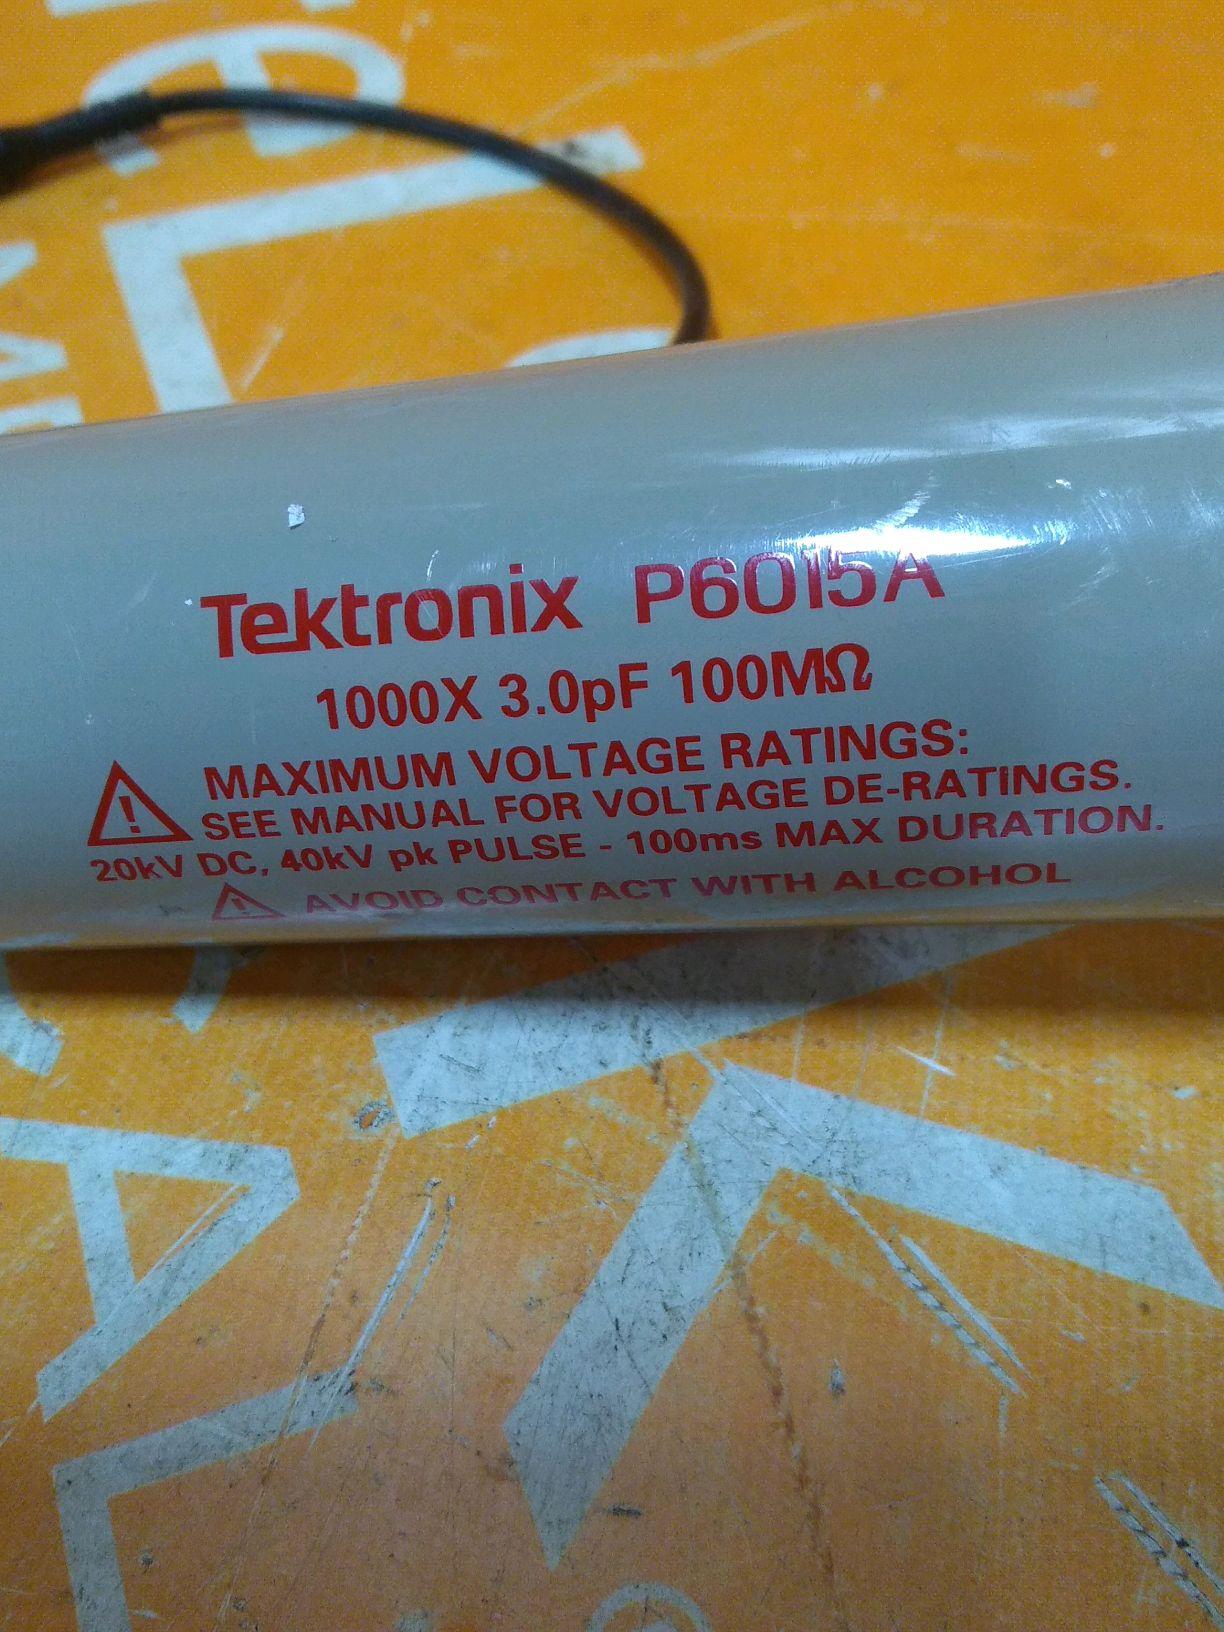 Tektronix P6015A
1000X 3.0pF 100MΩ
MAXIMUM VOLTAGE RATINGS:
SEE MANUAL FOR VOLTAGE DE-RATINGS.
20kV DC, 40kV pk PULSE - 100ms MAX DURATION.
AVOID CONTACT WITH ALCOHOL